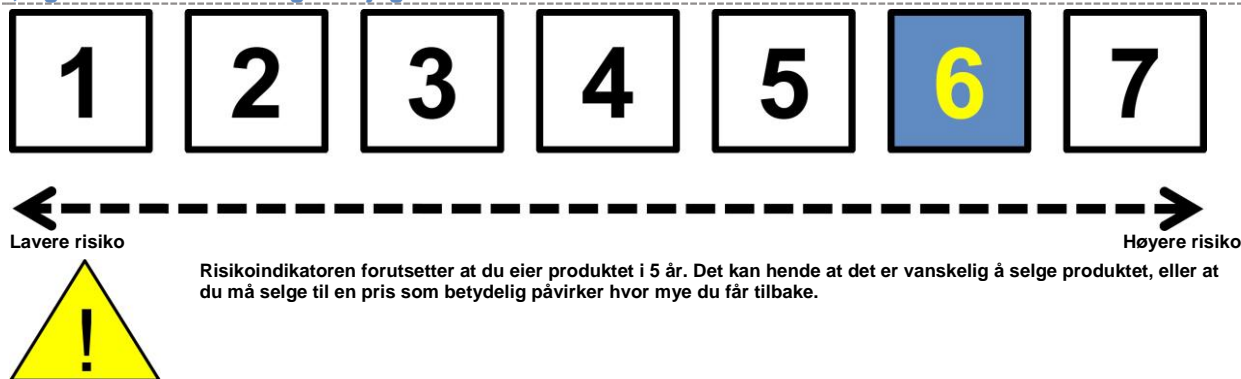 1 2 3 4 5 6 7
Lavere risiko Høyere risiko
Risikoindikatoren forutsetter at du eier produktet i 5 år. Det kan hende at det er vanskelig å selge produktet, eller at
du må selge til en pris som betydelig påvirker hvor mye du får tilbake.
!